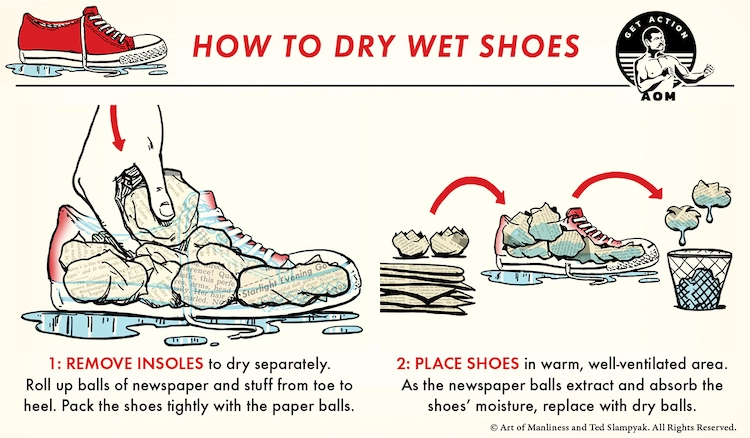 HOW TO DRY WET SHOES
GET ACTION
AOM
Starlight Evening Ga
1: REMOVE INSOLES to dry separately.
Roll up balls of newspaper and stuff from toe to
heel. Pack the shoes tightly with the paper balls.
2: PLACE SHOES in warm, well-ventilated area.
As the newspaper balls extract and absorb the
shoes’ moisture, replace with dry balls.
© Art of Manliness and Ted Slampyak. All Rights Reserved.